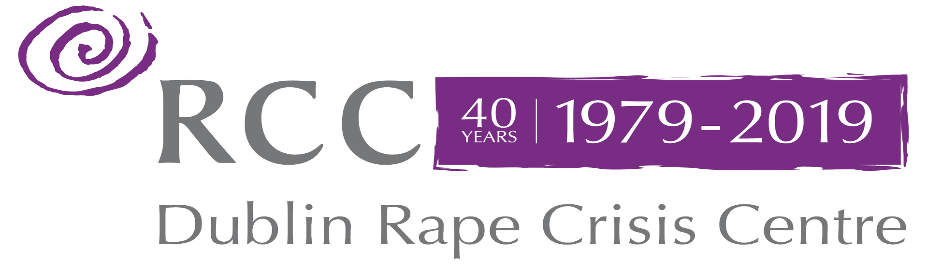 RCC 40 YEARS 1979-2019
Dublin Rape Crisis Centre